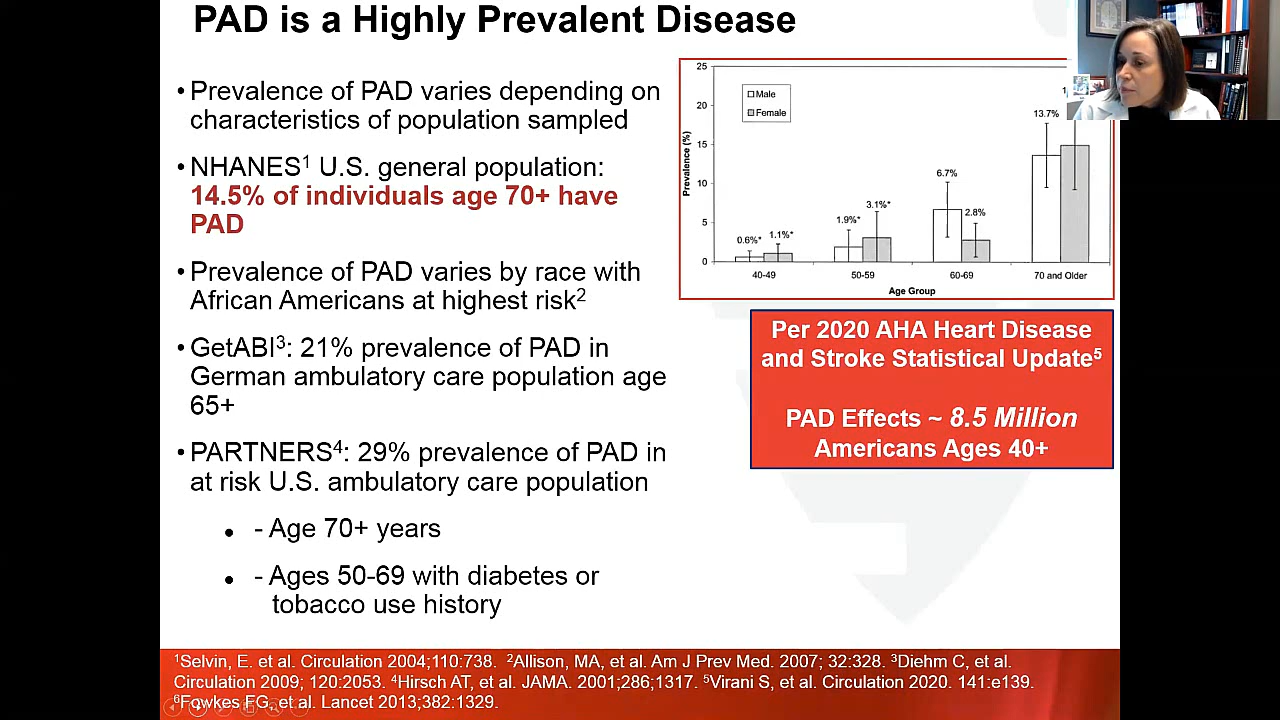 PAD is a Highly Prevalent Disease
•Prevalence of PAD varies depending on
characteristics of population sampled
•NHANES¹ U.S. general population:
14.5% of individuals age 70+ have
PAD
•Prevalence of PAD varies by race with
African Americans at highest risk²
•GetABI³: 21% prevalence of PAD in
German ambulatory care population age
65+
•PARTNERS⁴: 29% prevalence of PAD in
at risk U.S. ambulatory care population
• - Age 70+ years
• - Ages 50-69 with diabetes or
tobacco use history
25
20
15
10
5
0
Prevalence (%)
Male
Female
0.6%*
1.1%*
1.9%*
3.1%*
6.7%
2.8%
13.7%
40-49
50-59
60-69
70 and Older
Age Group
Per 2020 AHA Heart Disease
and Stroke Statistical Update⁵
PAD Effects ~ 8.5 Million
Americans Ages 40+
¹Selvin, E. et al. Circulation 2004;110:738. ²Allison, MA, et al. Am J Prev Med. 2007; 32:328. ³Diehm C, et al.
Circulation 2009; 120:2053. ⁴Hirsch AT, et al. JAMA. 2001;286;1317. ⁵Virani S, et al. Circulation 2020. 141:e139.
⁶Fowkes FG, et.al. Lancet 2013;382:1329.